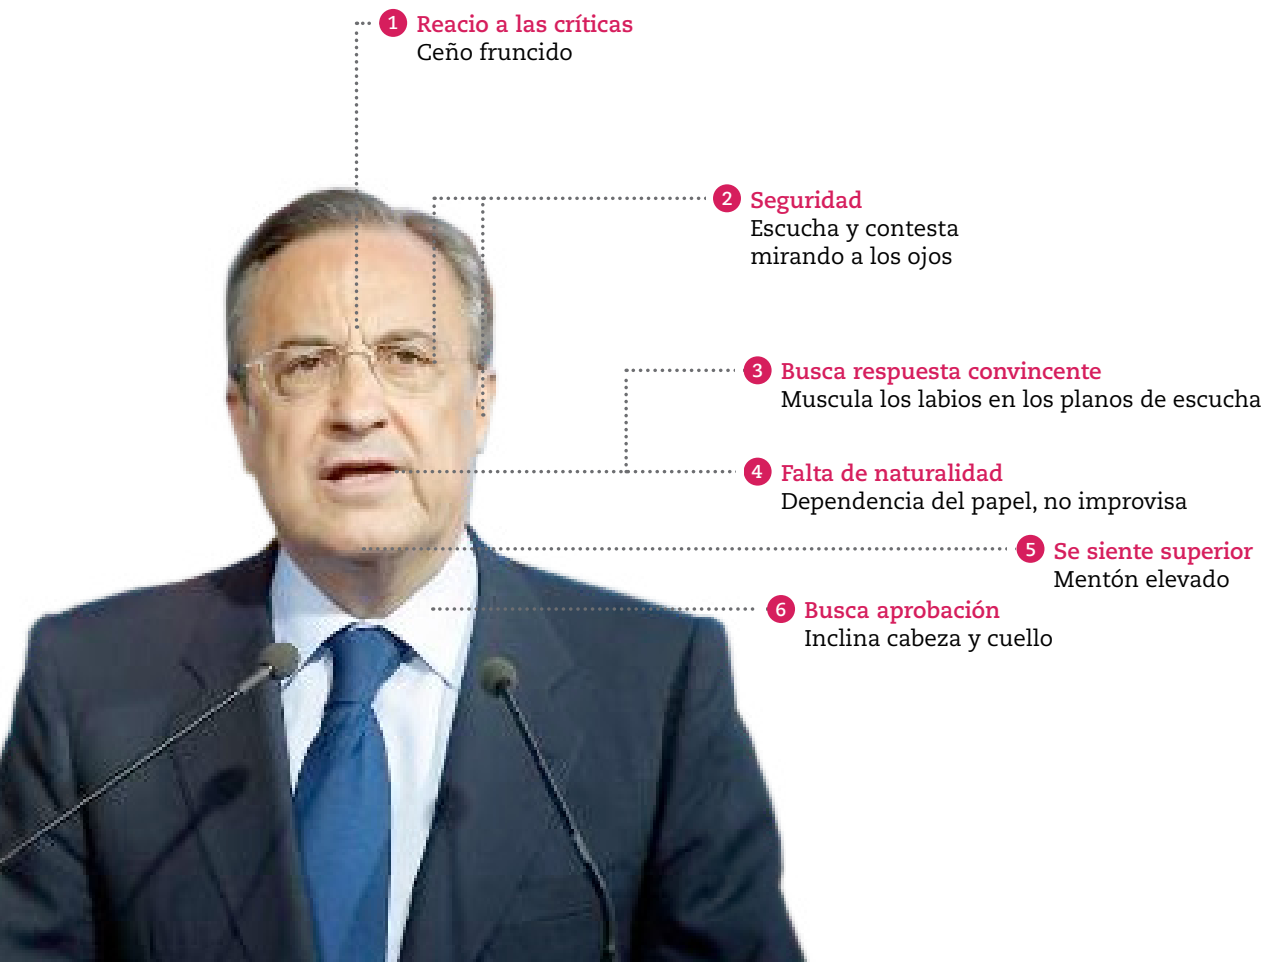 1 Reacio a las críticas
Ceño fruncido
2 Seguridad
Escucha y contesta
mirando a los ojos
3 Busca respuesta convincente
Muscula los labios en los planos de escucha
4 Falta de naturalidad
Dependencia del papel, no improvisa
5 Se siente superior
Mentón elevado
6 Busca aprobación
Inclina cabeza y cuello